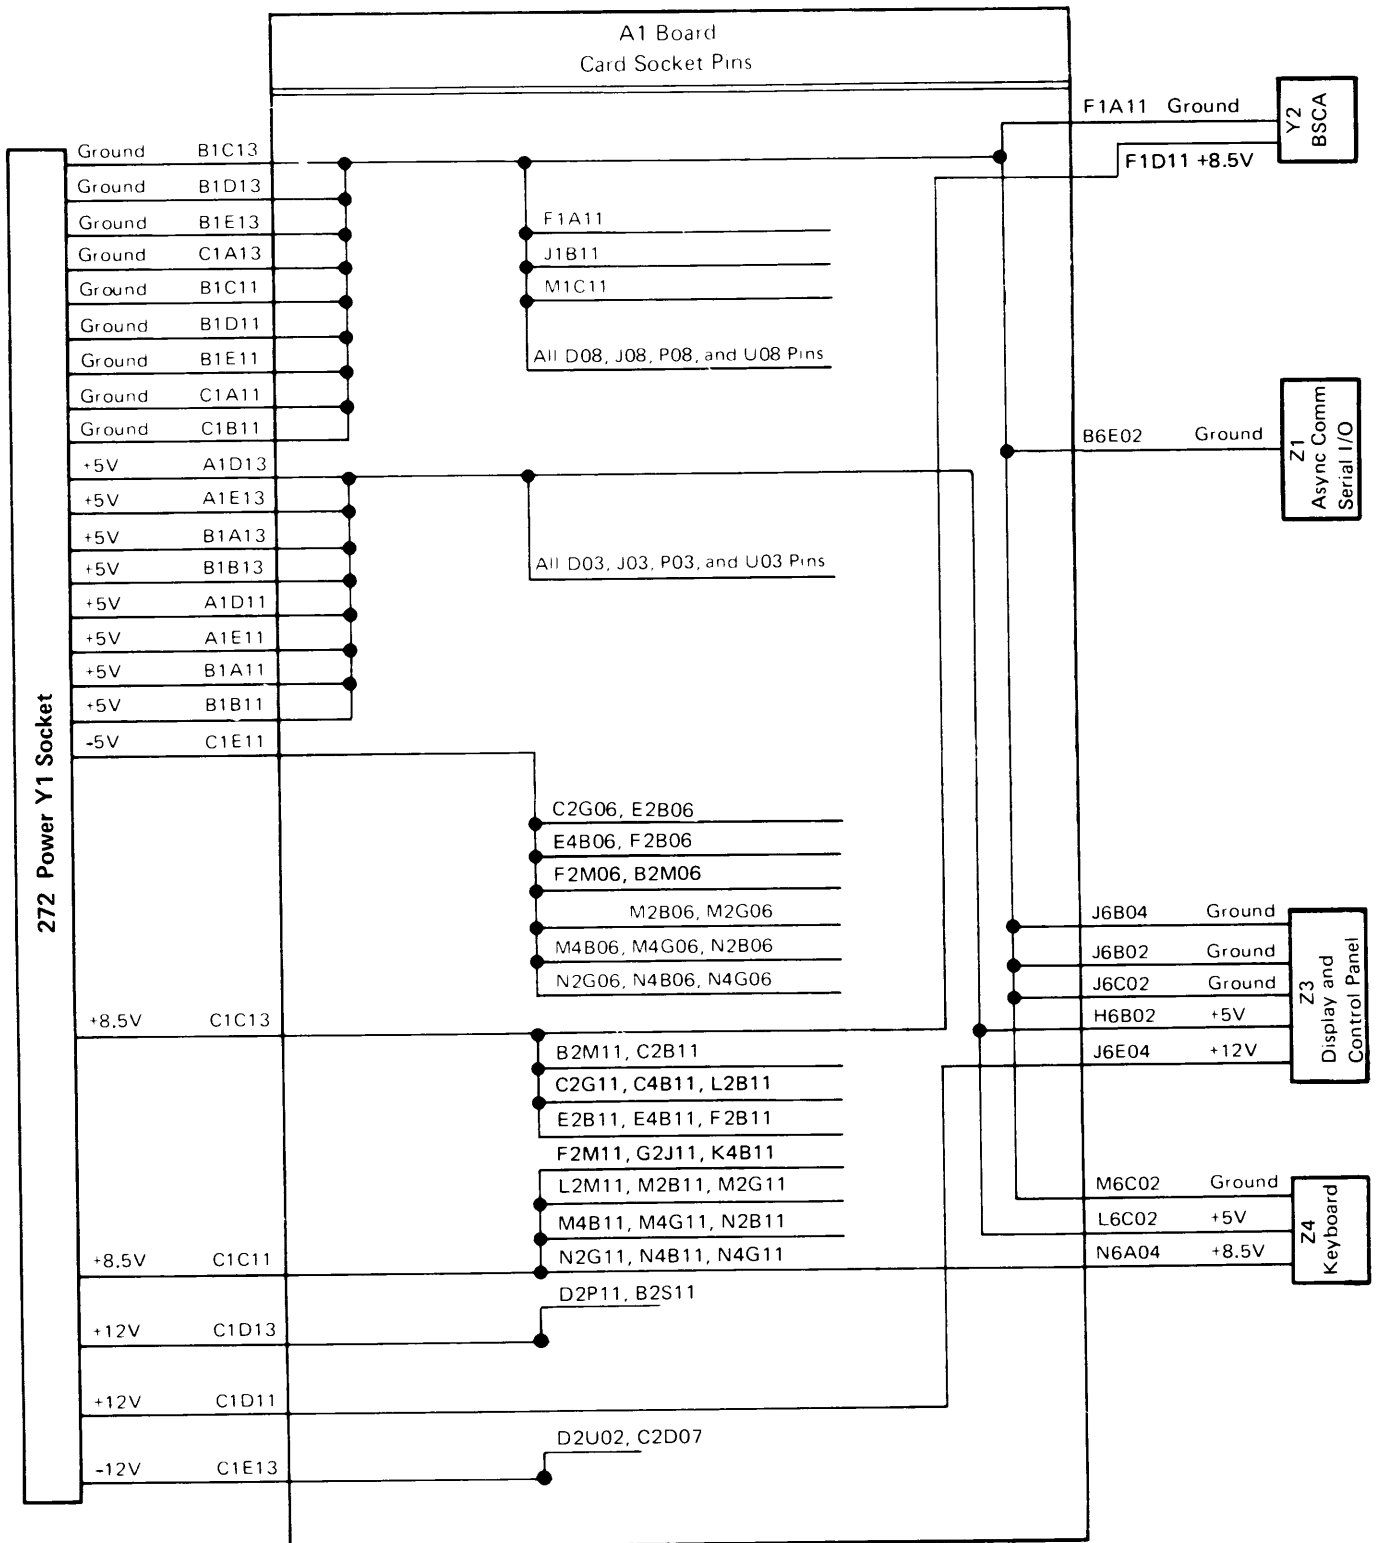 A1 Board
Card Socket Pins
272 Power Y1 Socket
Ground B1C13
Ground B1D13
Ground B1E13
Ground C1A13
Ground B1C11
Ground B1D11
Ground B1E11
Ground C1A11
Ground C1B11
+5V A1D13
+5V A1E13
+5V B1A13
+5V B1B13
+5V A1D11
+5V A1E11
+5V B1A11
+5V B1B11
-5V C1E11
+8.5V C1C13
+8.5V C1C11
+12V C1D13
+12V C1D11
-12V C1E13
F1A11
J1B11
M1C11
All D08, J08, P08, and U08 Pins
All D03, J03, P03, and U03 Pins
C2G06, E2B06
E4B06, F2B06
F2M06, B2M06
M2B06, M2G06
M4B06, M4G06, N2B06
N2G06, N4B06, N4G06
B2M11, C2B11
C2G11, C4B11, L2B11
E2B11, E4B11, F2B11
F2M11, G2J11, K4B11
L2M11, M2B11, M2G11
M4B11, M4G11, N2B11
N2G11, N4B11, N4G11
D2P11, B2S11
D2U02, C2D07
F1A11 Ground
F1D11 +8.5V
Y2
BSCA
B6E02 Ground
Z1
Async Comm
Serial I/O
J6B04 Ground
J6B02 Ground
J6C02 Ground
H6B02 +5V
J6E04 +12V
Z3
Display and
Control Panel
M6C02 Ground
L6C02 +5V
N6A04 +8.5V
Z4
Keyboard